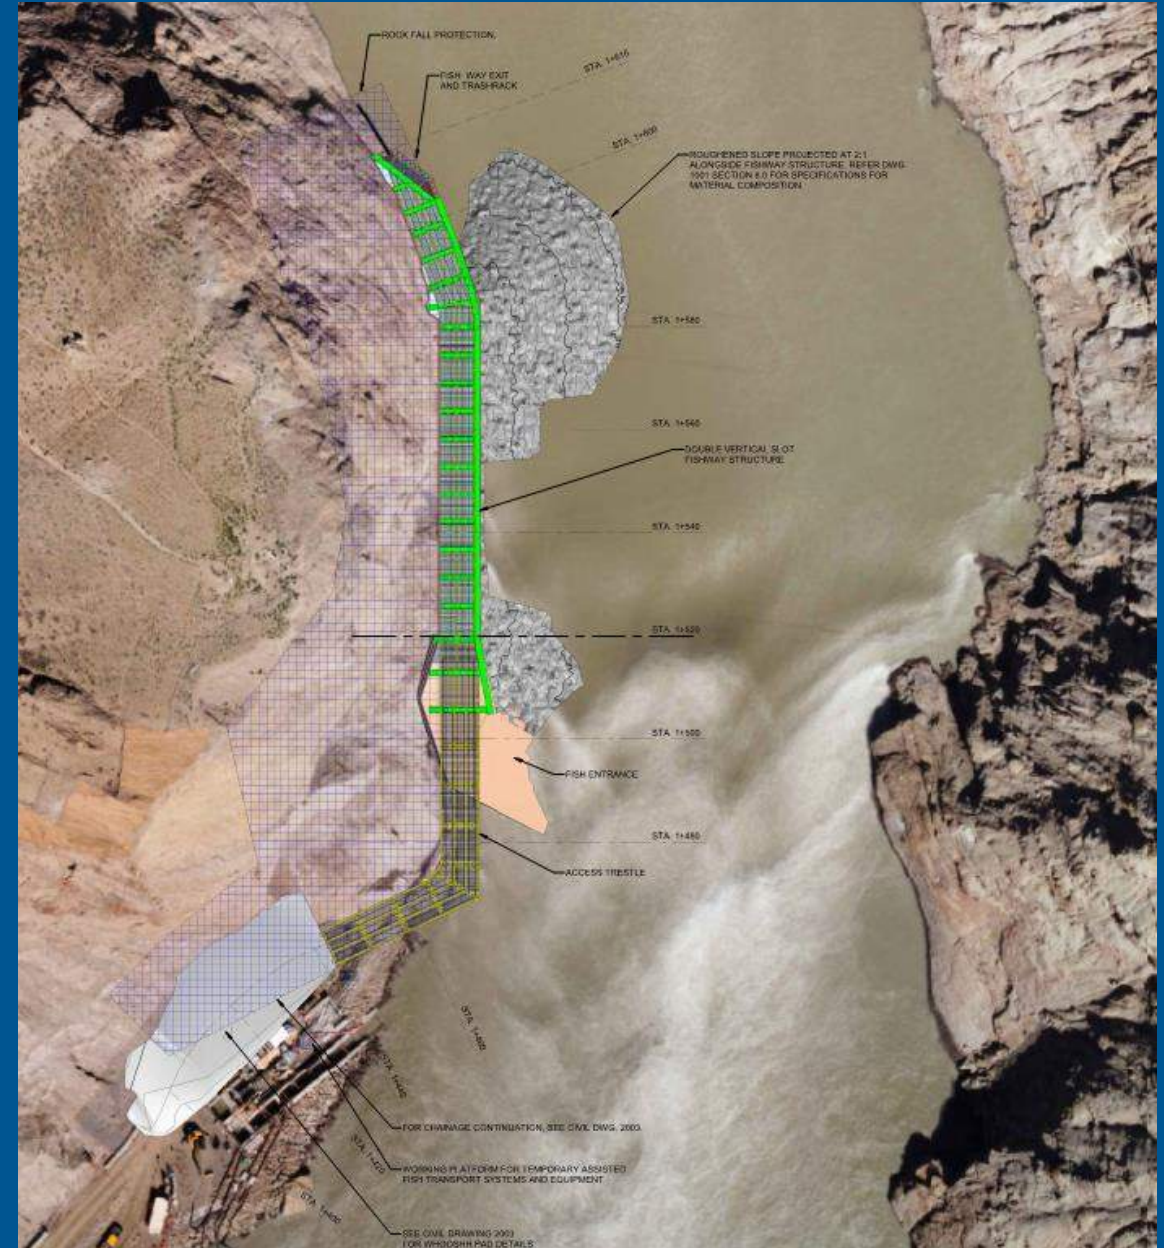 ROCK FALL PROTECTION,
FISH WAY EXIT
AND TRASHRACK
STA. 1+616
STA. 1+600
ROUGHENED SLOPE PROJECTED AT 2:1
ALONGSIDE FISHWAY STRUCTURE. REFER DWG.
1001 SECTION 6.0 FOR SPECIFICATIONS FOR
MATERIAL COMPOSITION
STA. 1+580
STA. 1+560
DOUBLE VERTICAL SLOT
FISHWAY STRUCTURE
STA. 1+540
STA. 1+520
STA. 1+500
FISH ENTRANCE
STA. 1+480
ACCESS TRESTLE
STA.
STA. 1+440
FOR CHAINAGE CONTINUATION, SEE CIVIL DWG. 2003.
STA. 1+420
WORKING PLATFORM FOR TEMPORARY ASSISTED
FISH TRANSPORT SYSTEMS AND EQUIPMENT
STA. 1+400
SEE CIVIL DRAWING 2003
FOR WHOOSHH PAD DETAILS